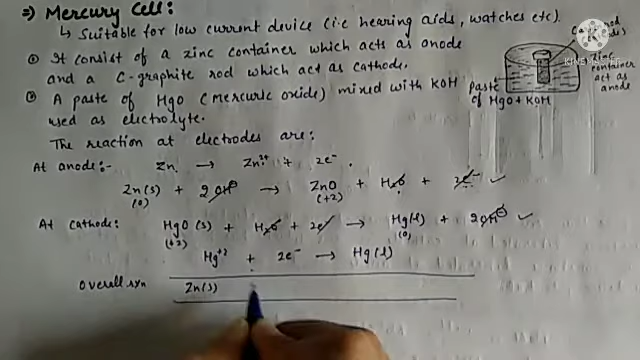 ⇒) Mercury Cell:
↳ Suitable for low current device (i.e hearing aids, watches etc).
① It consist of a zinc container which acts as anode
and a C-graphite rod which act as cathode.
② A paste of HgO (mercuric oxide) mixed with KOH
used as electrolyte.
zinc
container
act as
anode
Paste
of HgO + KOH
The reaction at electrodes are:
At anode:- Zn → Zn²⁺ + 2e⁻.
Zn(s) + 2OH⁻ → ZnO + H₂O + 2e⁻ ✓
(0) (+2)
At cathode: HgO(s) + H₂O + 2e⁻ → Hg(l) + 2OH⁻ ✓
(+2) (0)
Hg⁺² + 2e⁻ → Hg(l)
Overall rxn Zn(s)